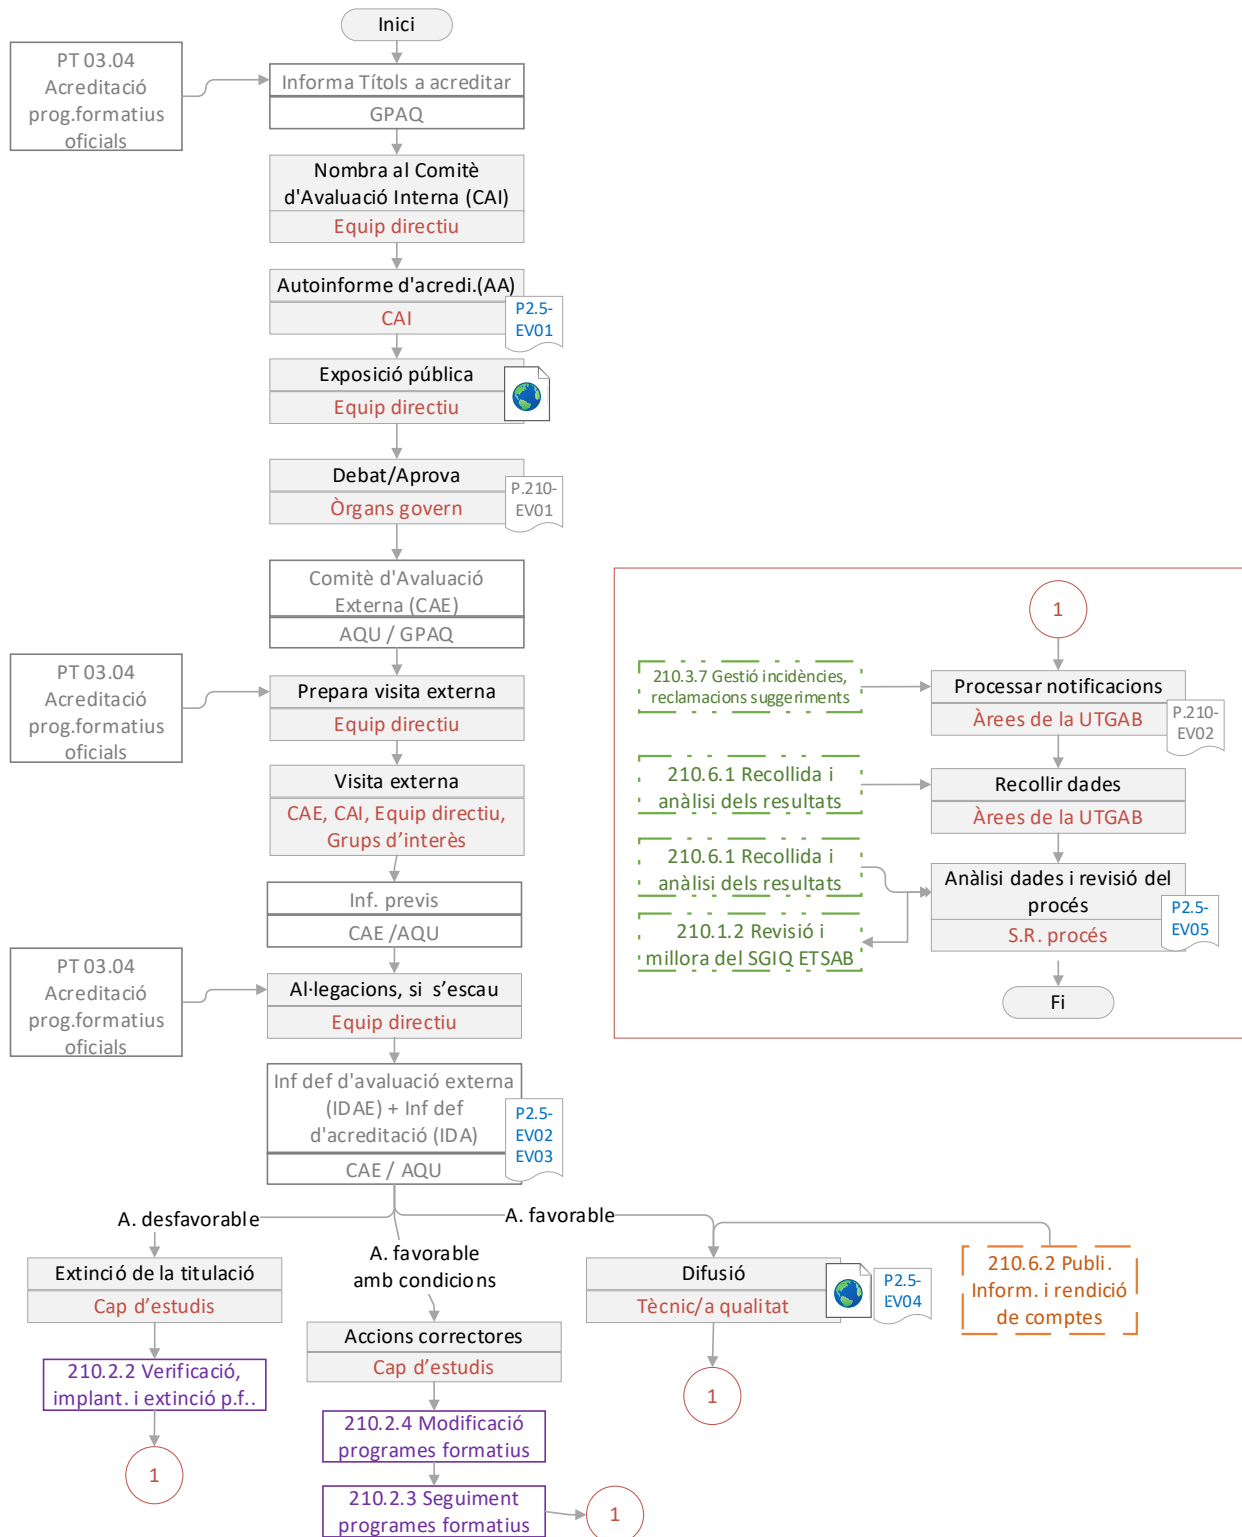 Inici
PT 03.04
Acreditació
prog.formatius
oficials
Informa Títols a acreditar
GPAQ
Nombra al Comitè
d'Avaluació Interna (CAI)
Equip directiu
Autoinforme d'acredi.(AA)
CAI
P2.5-
EV01
Exposició pública
Equip directiu
Debat/Aprova
Òrgans govern
P.210-
EV01
Comitè d'Avaluació
Externa (CAE)
AQU / GPAQ
PT 03.04
Acreditació
prog.formatius
oficials
Prepara visita externa
Equip directiu
Visita externa
CAE, CAI, Equip directiu,
Grups d’interès
Inf. previs
CAE /AQU
PT 03.04
Acreditació
prog.formatius
oficials
Al·legacions, si s’escau
Equip directiu
Inf def d'avaluació externa
(IDAE) + Inf def
d'acreditació (IDA)
CAE / AQU
P2.5-
EV02
EV03
A. desfavorable
A. favorable
amb condicions
A. favorable
Extinció de la titulació
Cap d’estudis
210.2.2 Verificació,
implant. i extinció p.f..
1
Accions correctores
Cap d’estudis
210.2.4 Modificació
programes formatius
210.2.3 Seguiment
programes formatius
1
Difusió
Tècnic/a qualitat
P2.5-
EV04
1
210.6.2 Publi.
Inform. i rendició
de comptes
1
210.3.7 Gestió incidències,
reclamacions suggeriments
Processar notificacions
Àrees de la UTGAB
P.210-
EV02
210.6.1 Recollida i
anàlisi dels resultats
Recollir dades
Àrees de la UTGAB
210.6.1 Recollida i
anàlisi dels resultats
210.1.2 Revisió i
millora del SGIQ ETSAB
Anàlisi dades i revisió del
procés
S.R. procés
P2.5-
EV05
Fi